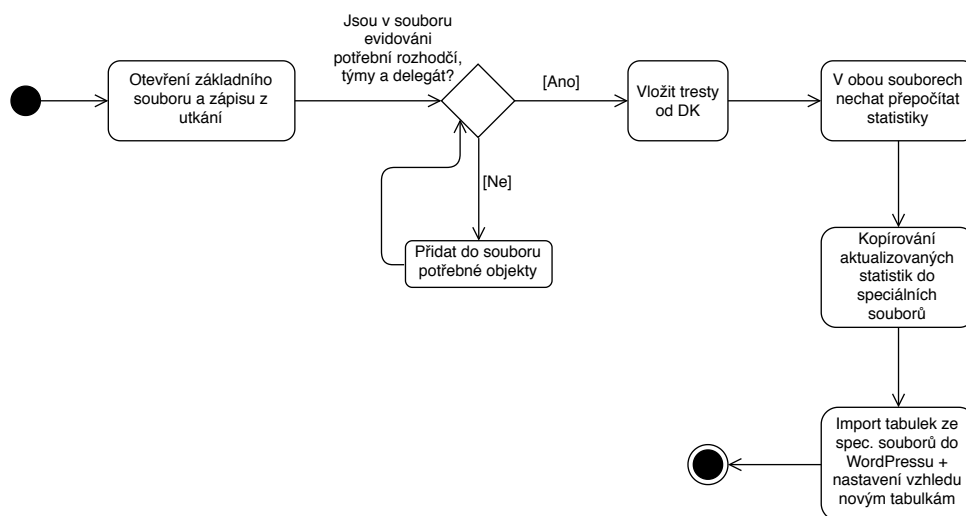 Jsou v souboru
evidováni
potřební rozhodčí,
týmy a delegát?
Otevření základního
souboru a zápisu z
utkání
[Ano]
Vložit tresty
od DK
V obou souborech
nechat přepočítat
statistiky
[Ne]
Přidat do souboru
potřebné objekty
Kopírování
aktualizovaných
statistik do
speciálních
souborů
Import tabulek ze
spec. souborů do
WordPressu +
nastavení vzhledu
novým tabulkám